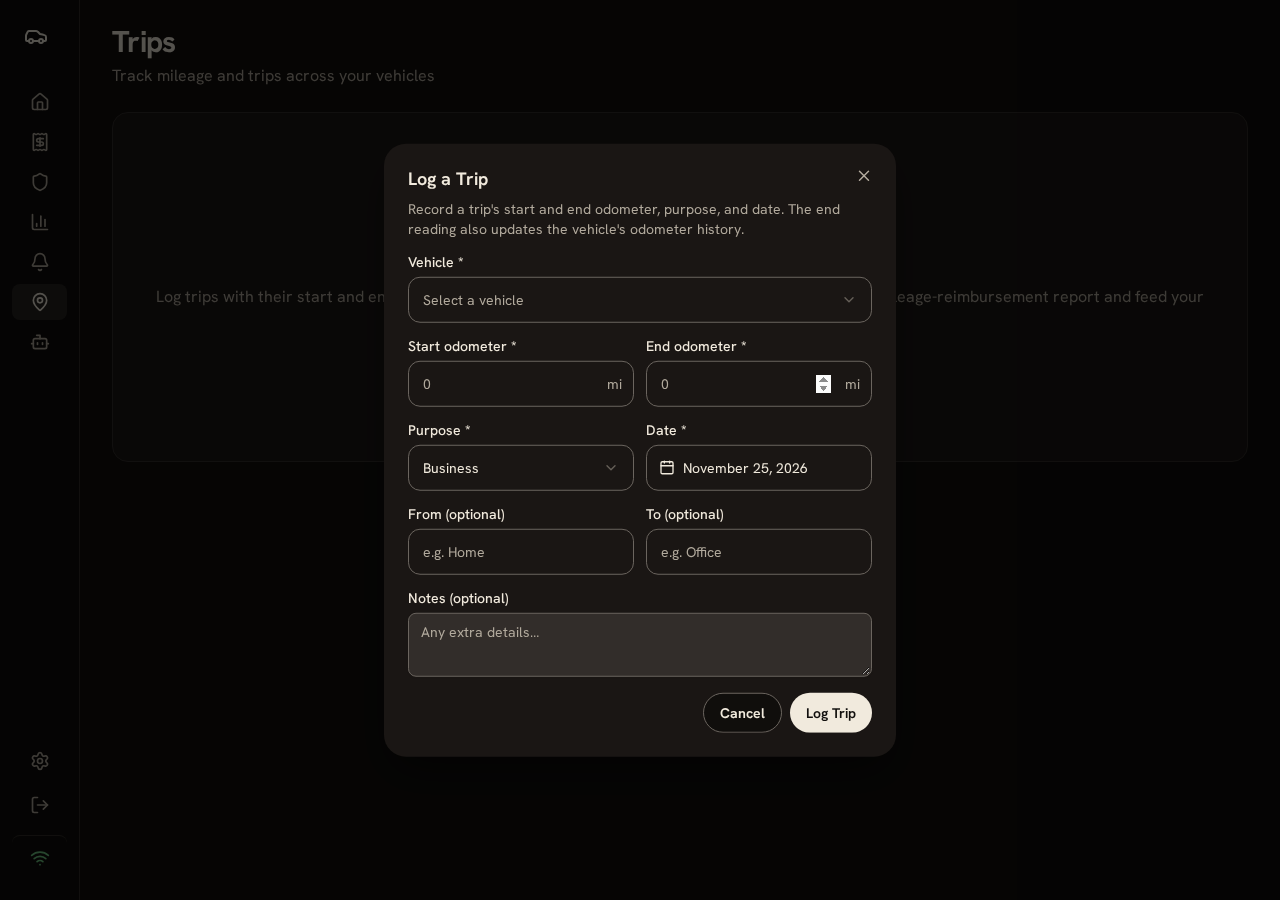 Trips
Track mileage and trips across your vehicles
Log a Trip
Record a trip's start and end odometer, purpose, and date. The end
reading also updates the vehicle's odometer history.
Vehicle *
Select a vehicle
Log trips with their start and
reimbursement report and feed your
Start odometer * End odometer *
0 mi 0 mi
Purpose * Date *
Business November 25, 2026
From (optional) To (optional)
e.g. Home e.g. Office
Notes (optional)
Any extra details...
Cancel Log Trip